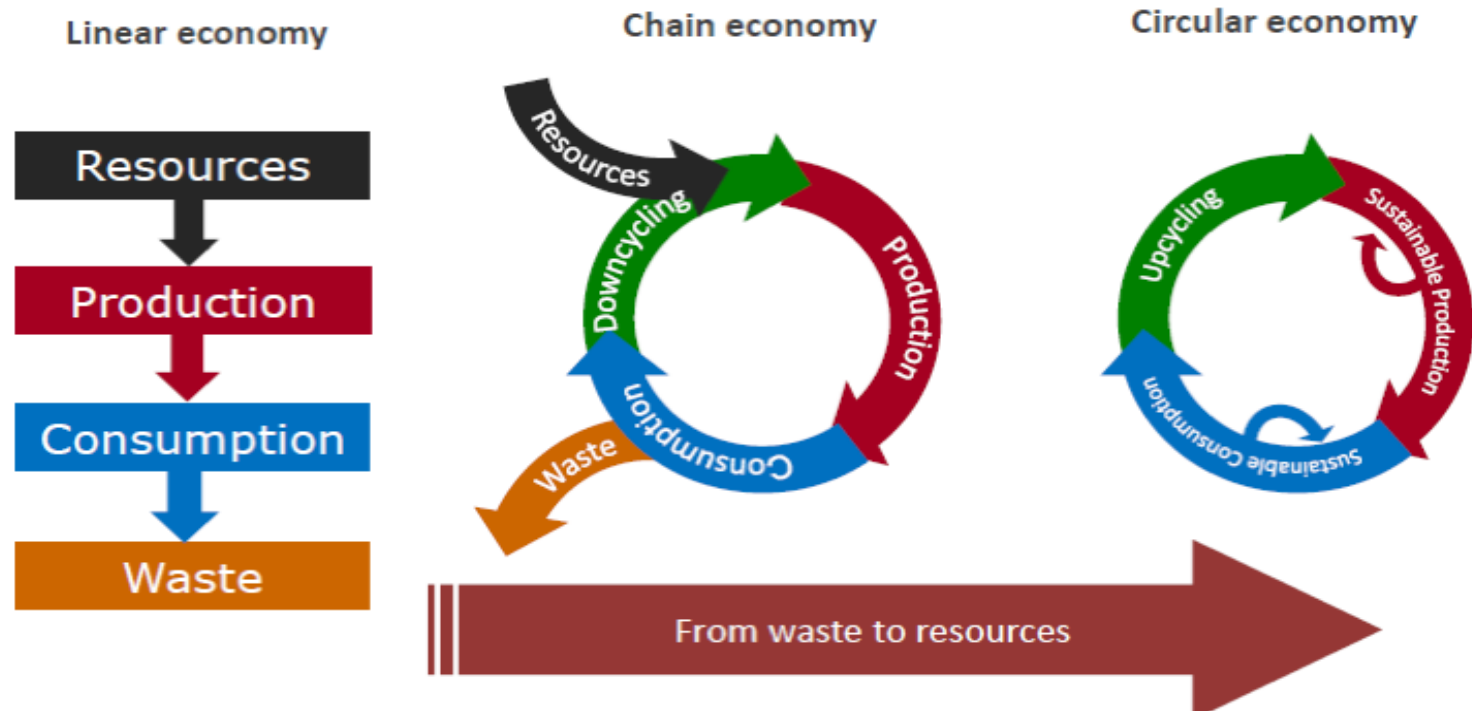 Linear economy
Chain economy
Circular economy
Resources
Production
Consumption
Waste
Resources
Downcycling
Production
Consumption
Waste
Upcycling
Sustainable Production
Sustainable Consumption
From waste to resources